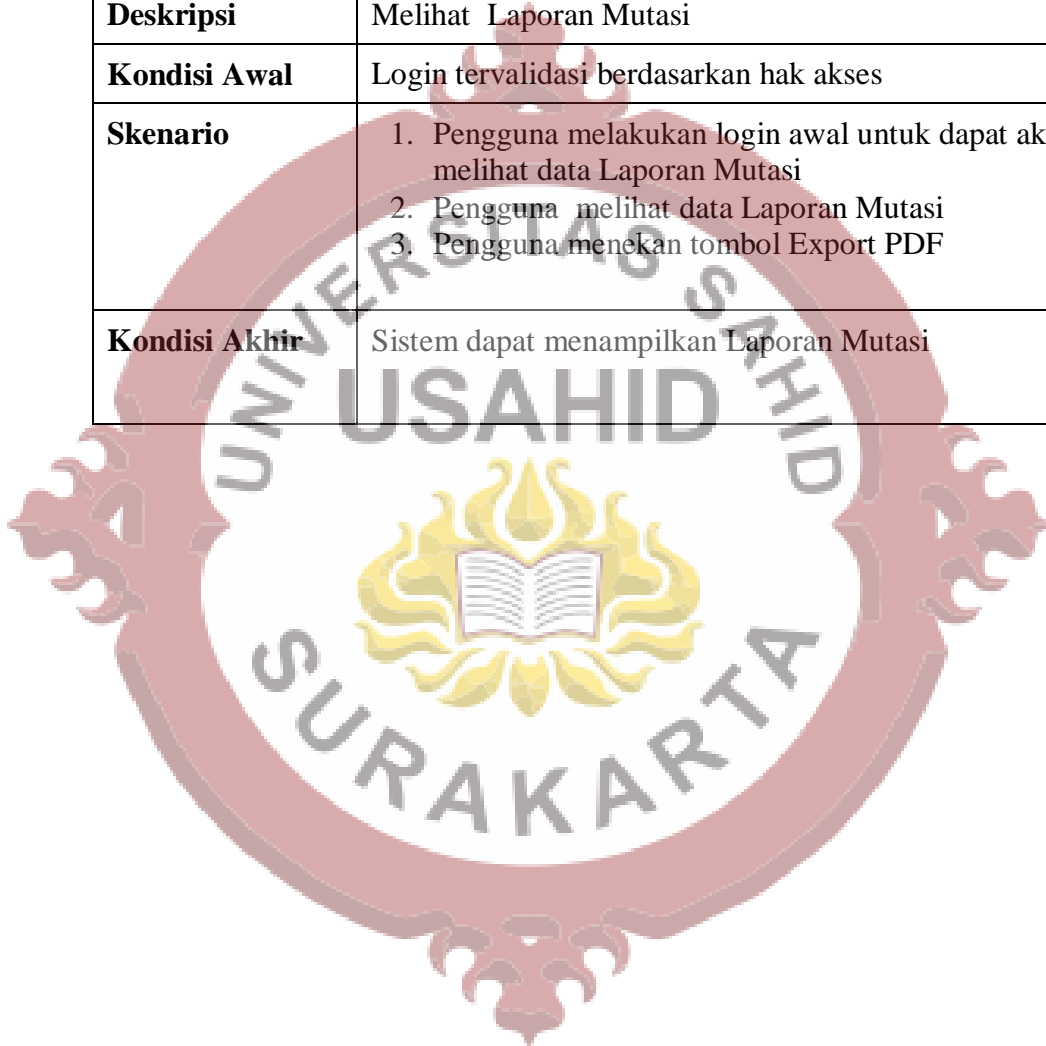 Deskripsi Melihat Laporan Mutasi
Kondisi Awal Login tervalidasi berdasarkan hak akses
Skenario 1. Pengguna melakukan login awal untuk dapat ak
melihat data Laporan Mutasi
2. Pengguna melihat data Laporan Mutasi
3. Pengguna menekan tombol Export PDF
Kondisi Akhir Sistem dapat menampilkan Laporan Mutasi
UNIVERSITAS SAHID
USAHID
SURAKARTA